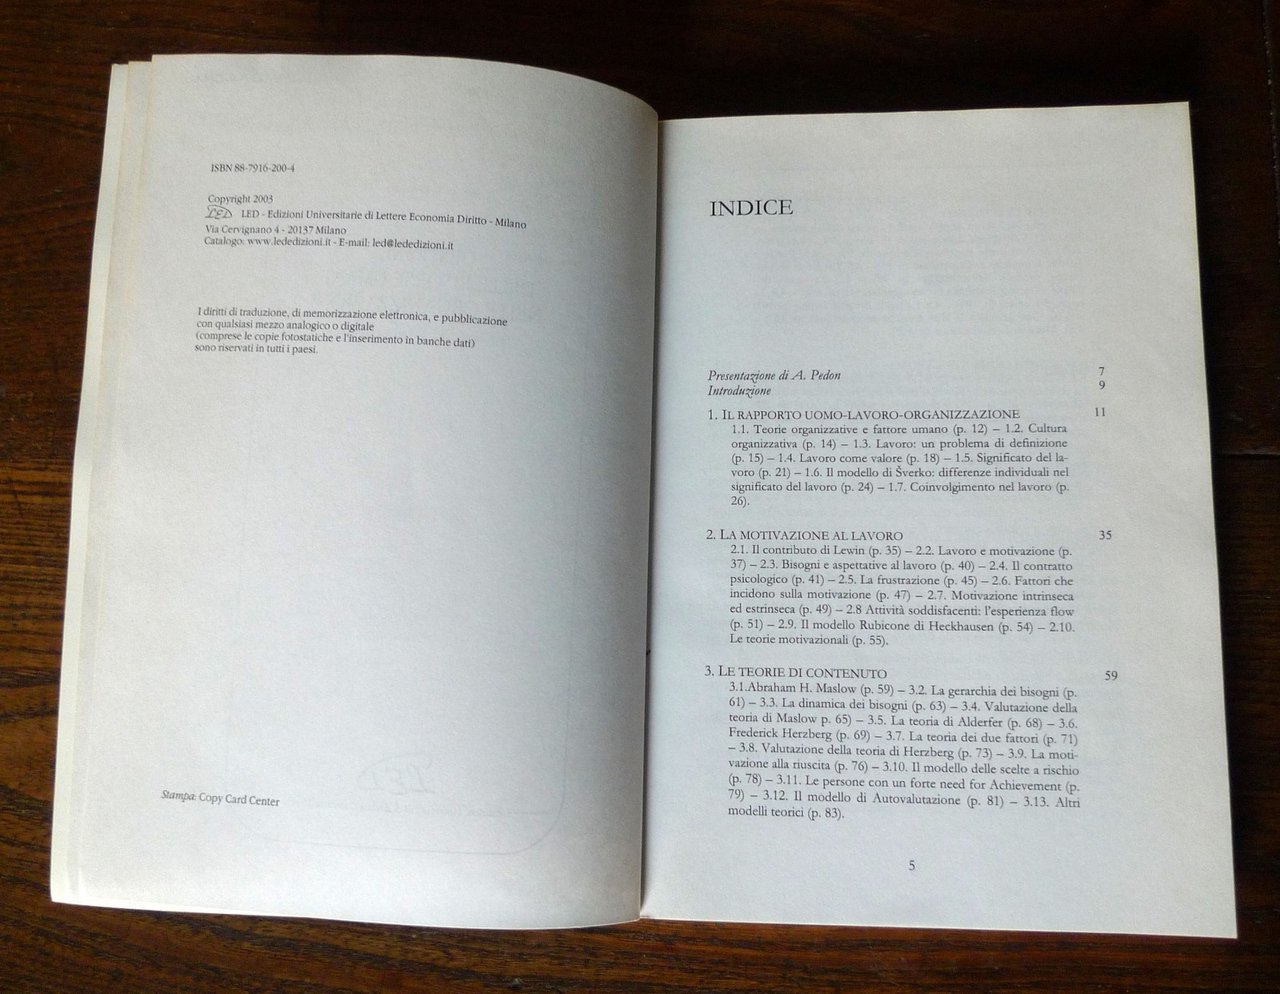 ISBN 88-7916-200-4
Copyright 2003
LED LED - Edizioni Universitarie di Lettere Economia Diritto - Milano
Via Cervignano 4 - 20137 Milano
Catalogo: www.lededizioni.it - E-mail: led@lededizioni.it
I diritti di traduzione, di memorizzazione elettronica, e pubblicazione
con qualsiasi mezzo analogico o digitale
(comprese le copie fotostatiche e l'inserimento in banche dati)
sono riservati in tutti i paesi.
Stampa: Copy Card Center
INDICE
Presentazione di A. Pedon 7
Introduzione 9
1. IL RAPPORTO UOMO-LAVORO-ORGANIZZAZIONE 11
1.1. Teorie organizzative e fattore umano (p. 12) – 1.2. Cultura
organizzativa (p. 14) – 1.3. Lavoro: un problema di definizione
(p. 15) – 1.4. Lavoro come valore (p. 18) – 1.5. Significato del la-
voro (p. 21) – 1.6. Il modello di Šverko: differenze individuali nel
significato del lavoro (p. 24) – 1.7. Coinvolgimento nel lavoro (p.
26).
2. LA MOTIVAZIONE AL LAVORO 35
2.1. Il contributo di Lewin (p. 35) – 2.2. Lavoro e motivazione (p.
37) – 2.3. Bisogni e aspettative al lavoro (p. 40) – 2.4. Il contratto
psicologico (p. 41) – 2.5. La frustrazione (p. 45) – 2.6. Fattori che
incidono sulla motivazione (p. 47) – 2.7. Motivazione intrinseca
ed estrinseca (p. 49) – 2.8 Attività soddisfacenti: l'esperienza flow
(p. 51) – 2.9. Il modello Rubicone di Heckhausen (p. 54) – 2.10.
Le teorie motivazionali (p. 55).
3. LE TEORIE DI CONTENUTO 59
3.1.Abraham H. Maslow (p. 59) – 3.2. La gerarchia dei bisogni (p.
61) – 3.3. La dinamica dei bisogni (p. 63) – 3.4. Valutazione della
teoria di Maslow p. 65) – 3.5. La teoria di Alderfer (p. 68) – 3.6.
Frederick Herzberg (p. 69) – 3.7. La teoria dei due fattori (p. 71)
– 3.8. Valutazione della teoria di Herzberg (p. 73) – 3.9. La moti-
vazione alla riuscita (p. 76) – 3.10. Il modello delle scelte a rischio
(p. 78) – 3.11. Le persone con un forte need for Achievement (p.
79) – 3.12. Il modello di Autovalutazione (p. 81) – 3.13. Altri
modelli teorici (p. 83).
5